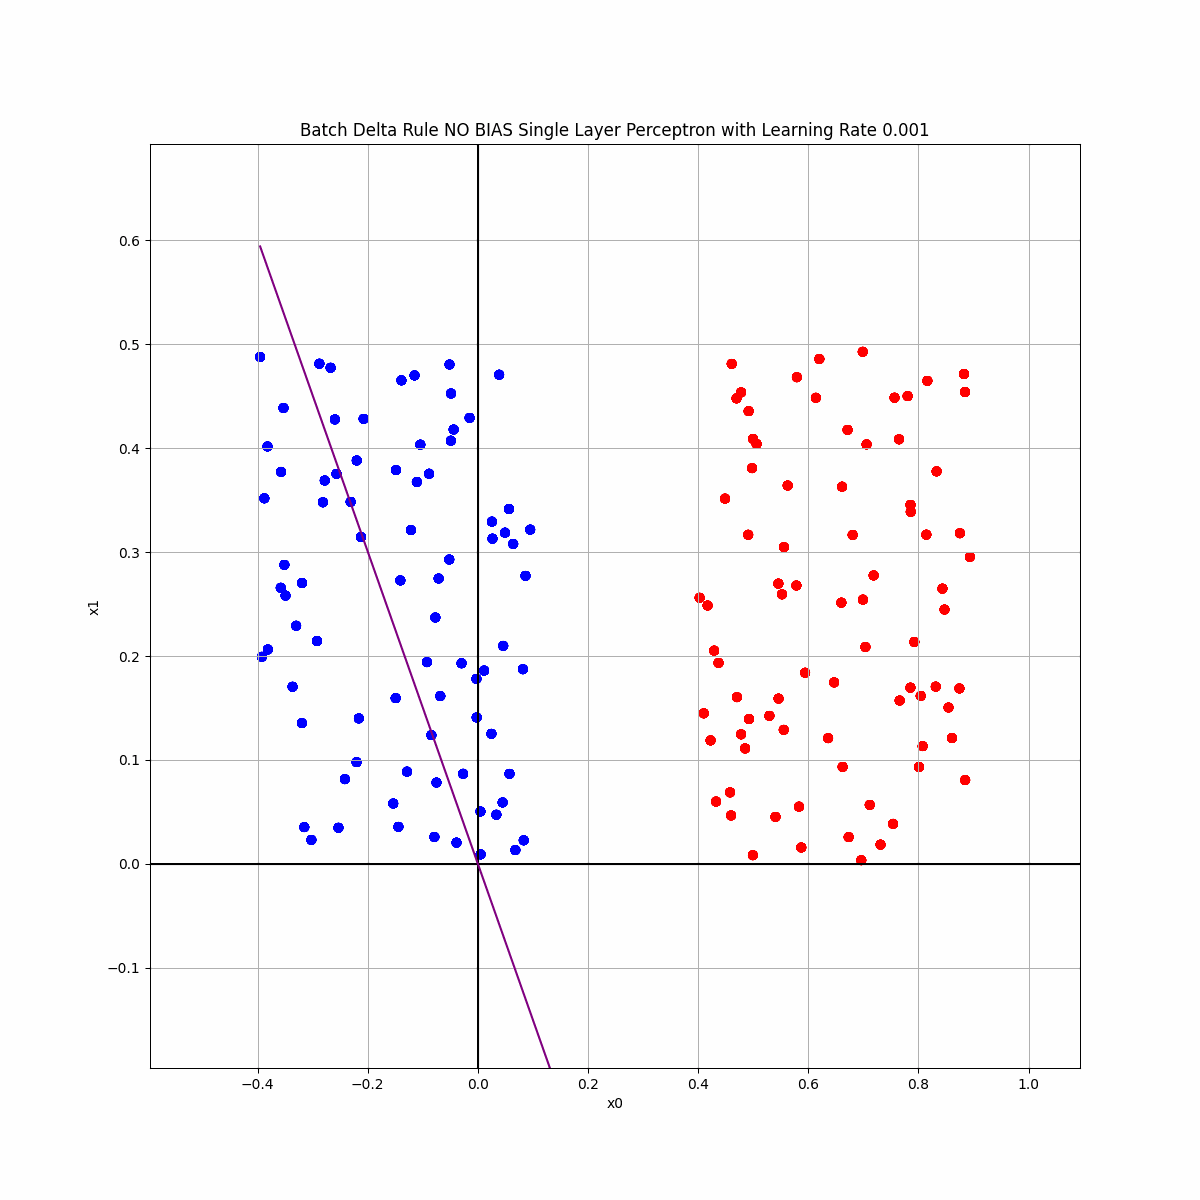 Batch Delta Rule NO BIAS Single Layer Perceptron with Learning Rate 0.001
0.6
0.5
0.4
0.3
0.2
0.1
0.0
−0.1
x1
−0.4 −0.2 0.0 0.2 0.4 0.6 0.8 1.0
x0